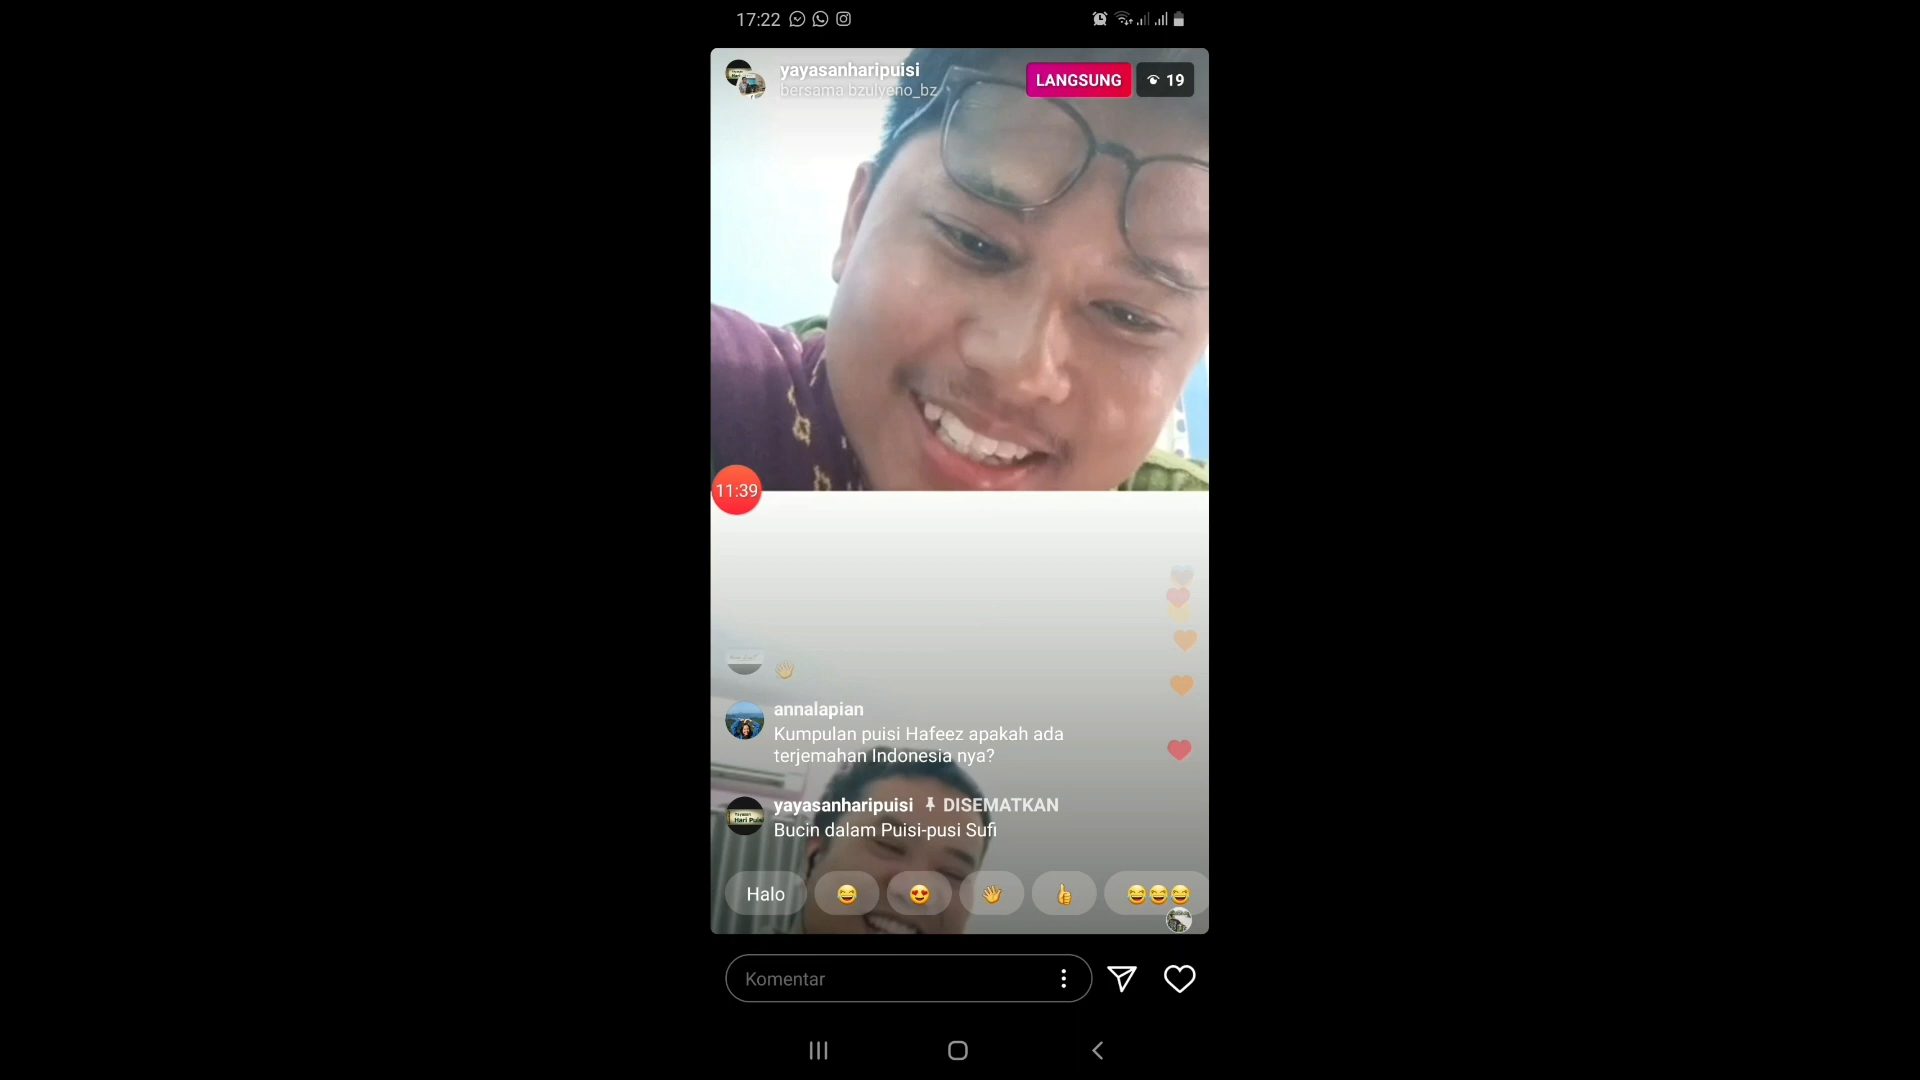 17:22
yayasanharipuisi
bersama bzulyeno_bz
LANGSUNG
19
11:39
annalapian
Kumpulan puisi Hafeez apakah ada
terjemahan Indonesia nya?
yayasanharipuisi DISEMATKAN
Bucin dalam Puisi-pusi Sufi
Halo
Komentar